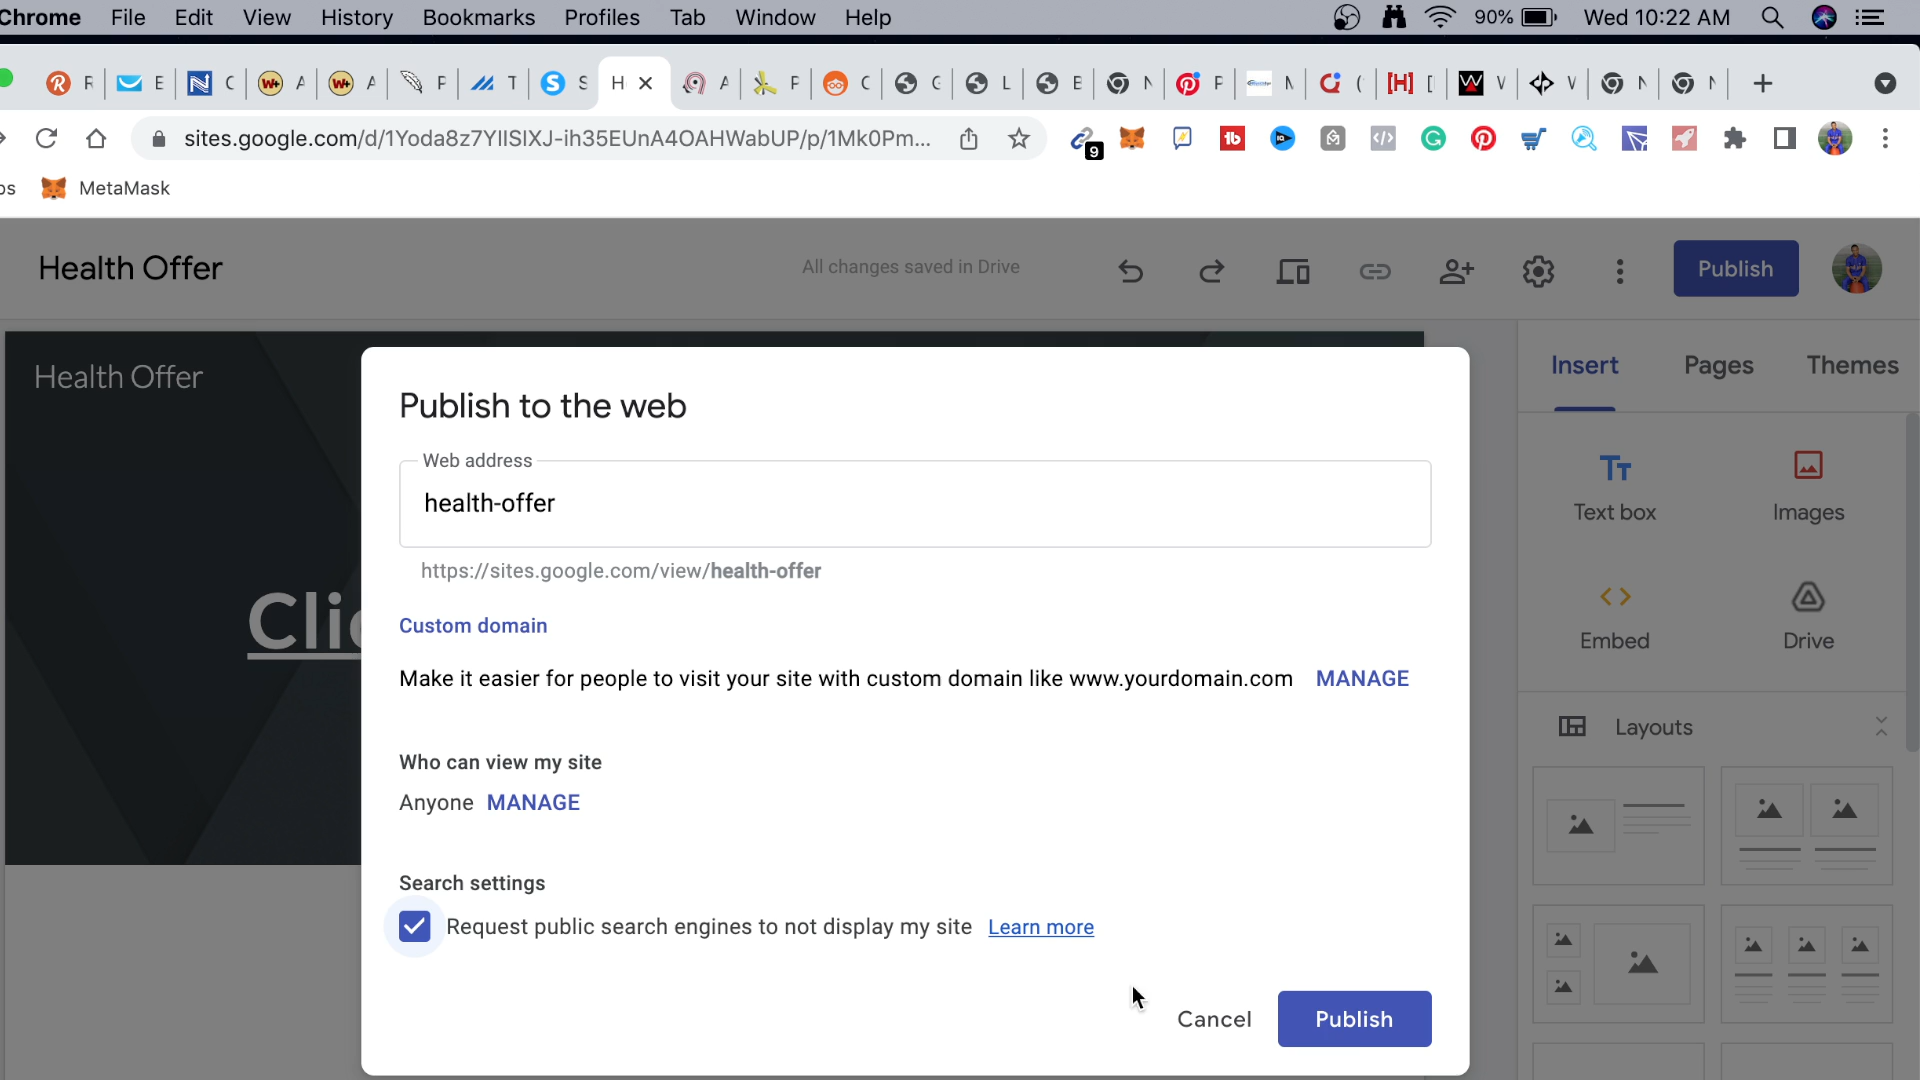 Chrome File Edit View History Bookmarks Profiles Tab Window Help 90% Wed 10:22 AM
sites.google.com/d/1Yoda8z7YIISIXJ-ih35EUnA4OAHWabUP/p/1Mk0Pm... 9
MetaMask
Health Offer All changes saved in Drive Publish
Health Offer
Insert Pages Themes
Publish to the web
Web address
health-offer
https://sites.google.com/view/health-offer
Custom domain
Make it easier for people to visit your site with custom domain like www.yourdomain.com MANAGE
Who can view my site
Anyone MANAGE
Search settings
Request public search engines to not display my site Learn more
Cancel Publish
Text box Images
Embed Drive
Layouts